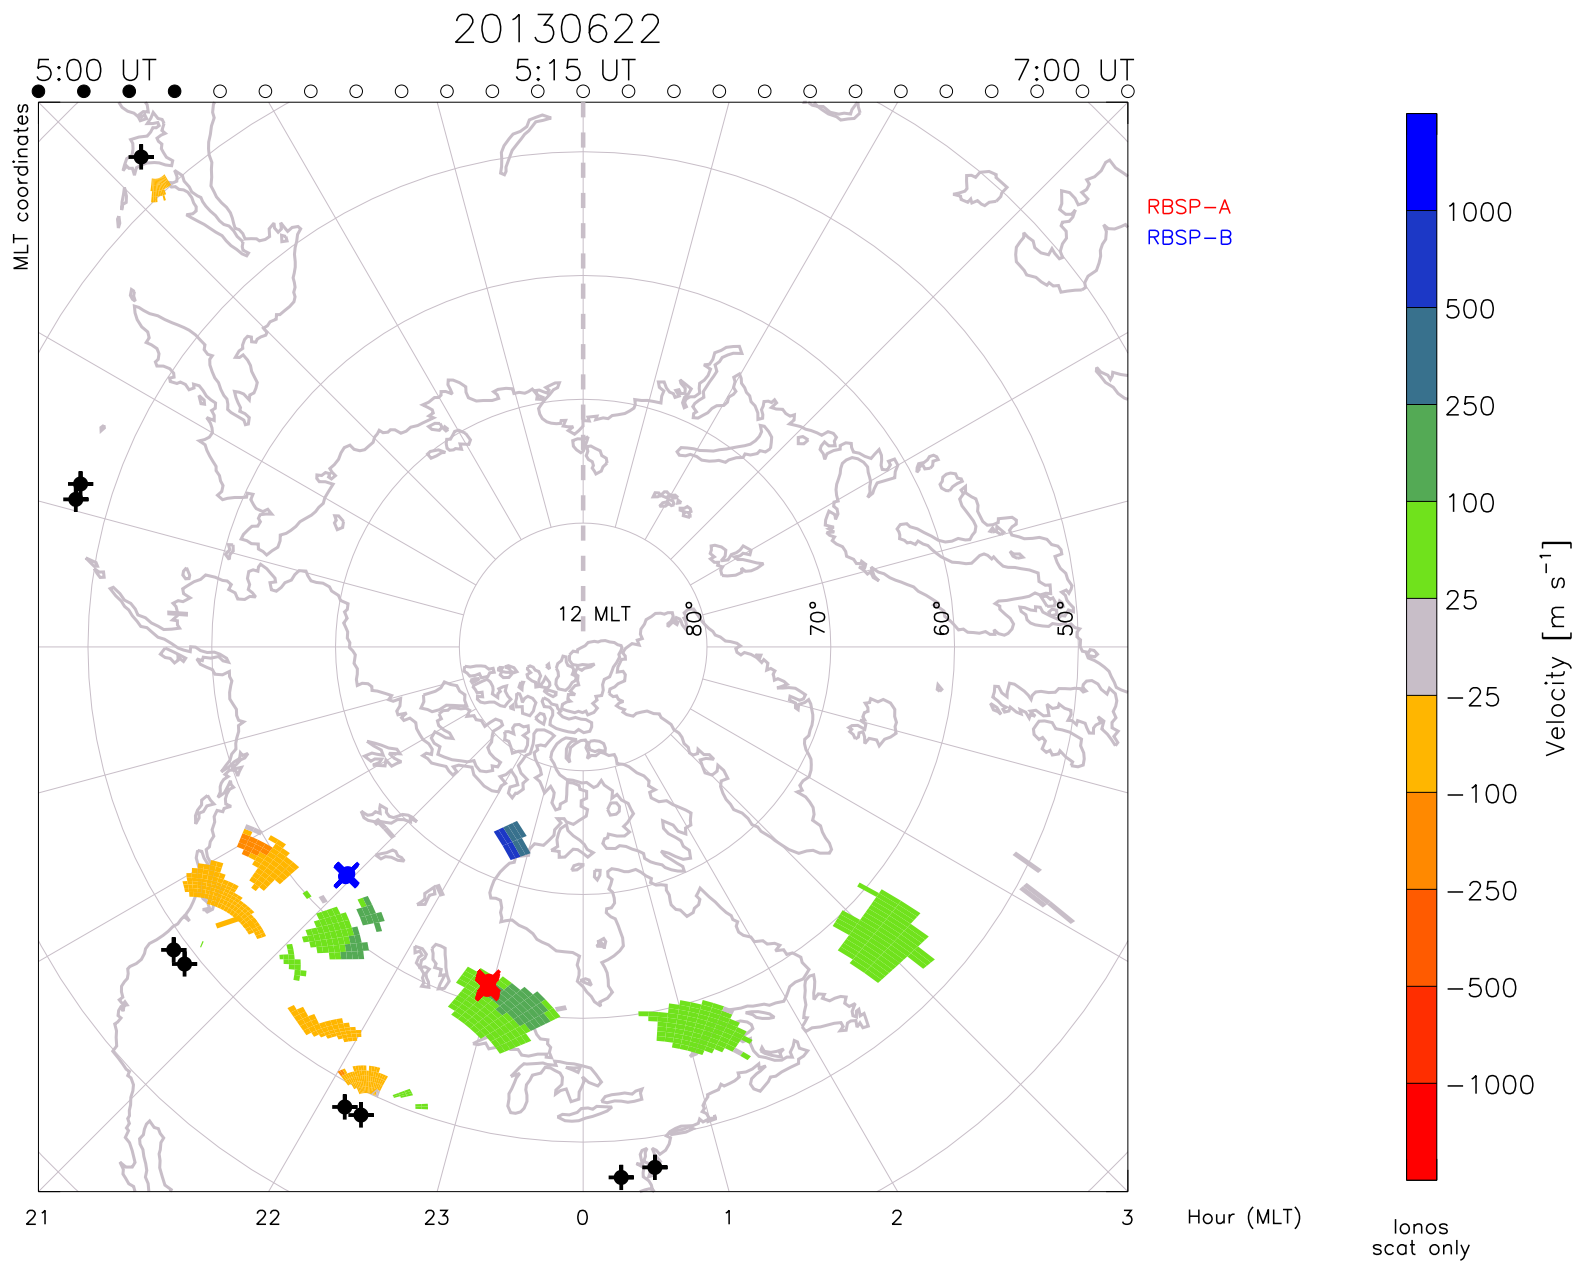 20130622
5:00 UT 5:15 UT 7:00 UT
MLT coordinates
RBSP-A
RBSP-B
12 MLT
80°
70°
60°
50°
1000
500
250
100
25
-25
-100
-250
-500
-1000
Velocity [m s⁻¹]
21 22 23 0 1 2 3 Hour (MLT)
Ionos
scat only